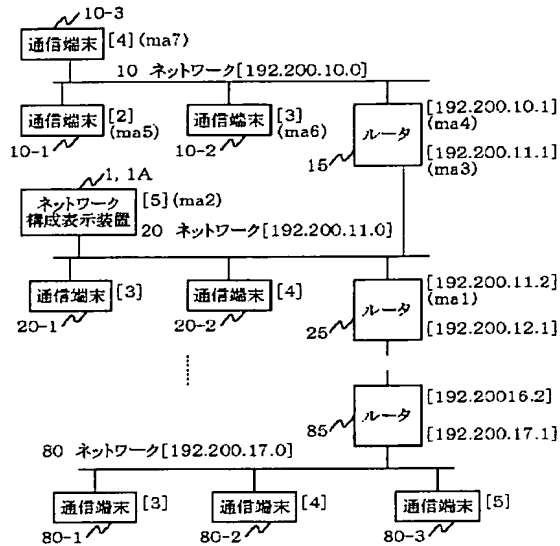 10-3
通信端末 [4](ma7)
10 ネットワーク[192.200.10.0]
通信端末 [2] (ma5)
10-1
通信端末 [3] (ma6)
10-2
ルータ
15
[192.200.10.1]
(ma4)
[192.200.11.1]
(ma3)
1, 1A
ネットワーク
構成表示装置
[5](ma2)
20 ネットワーク[192.200.11.0]
通信端末 [3]
20-1
通信端末 [4]
20-2
ルータ
25
[192.200.11.2]
(ma1)
[192.200.12.1]
ルータ
85
[192.20016.2]
[192.200.17.1]
80 ネットワーク[192.200.17.0]
通信端末 [3]
80-1
通信端末 [4]
80-2
通信端末 [5]
80-3